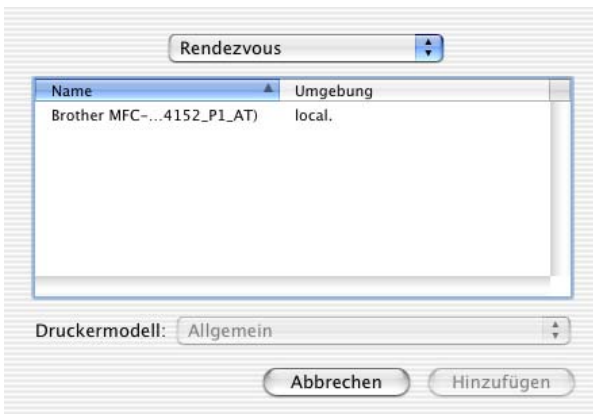 Rendezvous
Name Umgebung
Brother MFC-...4152_P1_AT) local.
Druckermodell: Allgemein
Abbrechen Hinzufügen